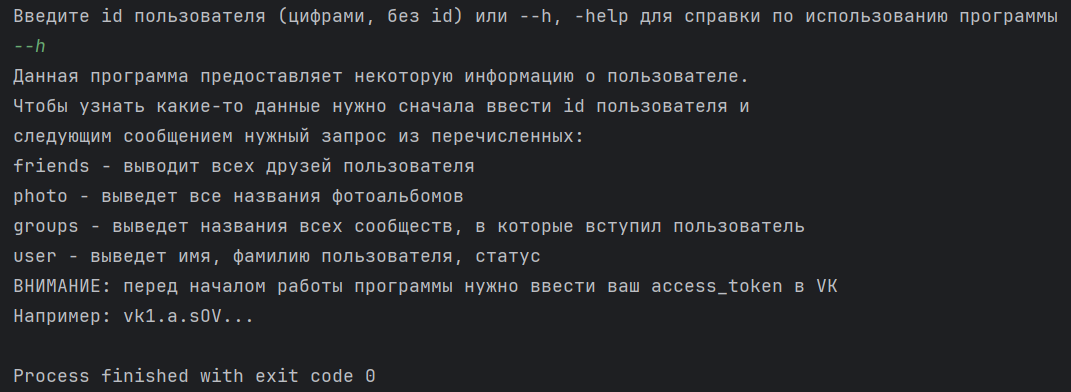 Введите id пользователя (цифрами, без id) или --h, -help для справки по использованию программы
--h
Данная программа предоставляет некоторую информацию о пользователе.
Чтобы узнать какие-то данные нужно сначала ввести id пользователя и
следующим сообщением нужный запрос из перечисленных:
friends - выводит всех друзей пользователя
photo - выведет все названия фотоальбомов
groups - выведет названия всех сообществ, в которые вступил пользователь
user - выведет имя, фамилию пользователя, статус
ВНИМАНИЕ: перед началом работы программы нужно ввести ваш access_token в VK
Например: vk1.a.sOV...
Process finished with exit code 0